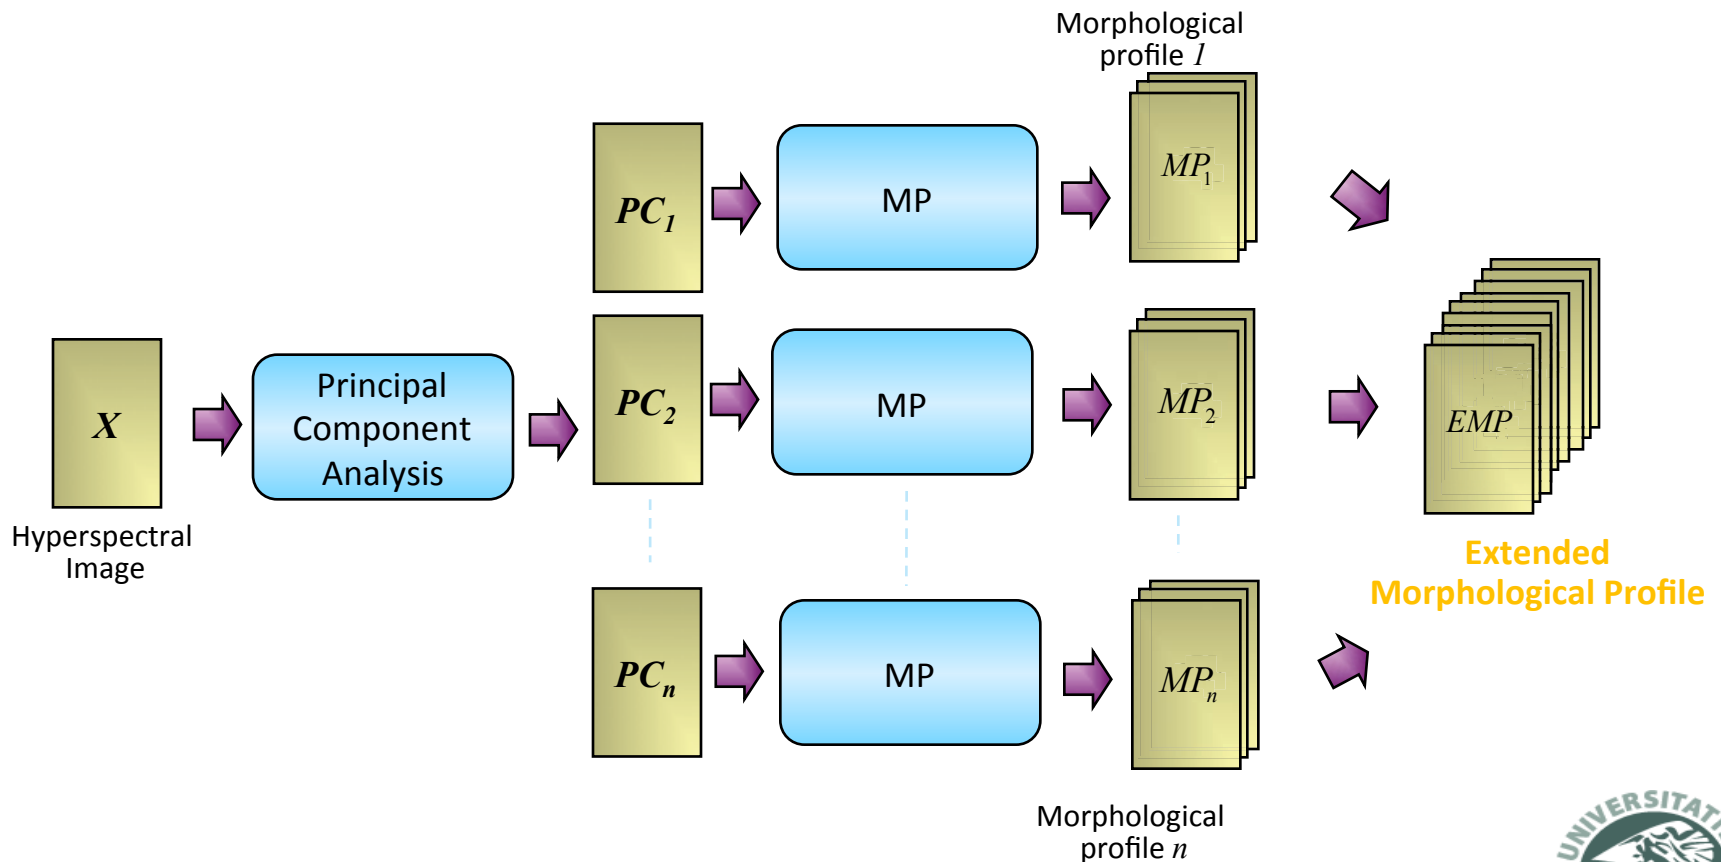 Morphological
profile 1
PC1
MP
MP1
X
Hyperspectral
Image
Principal
Component
Analysis
PC2
MP
MP2
EMP
Extended
Morphological Profile
PCn
MP
MPn
Morphological
profile n